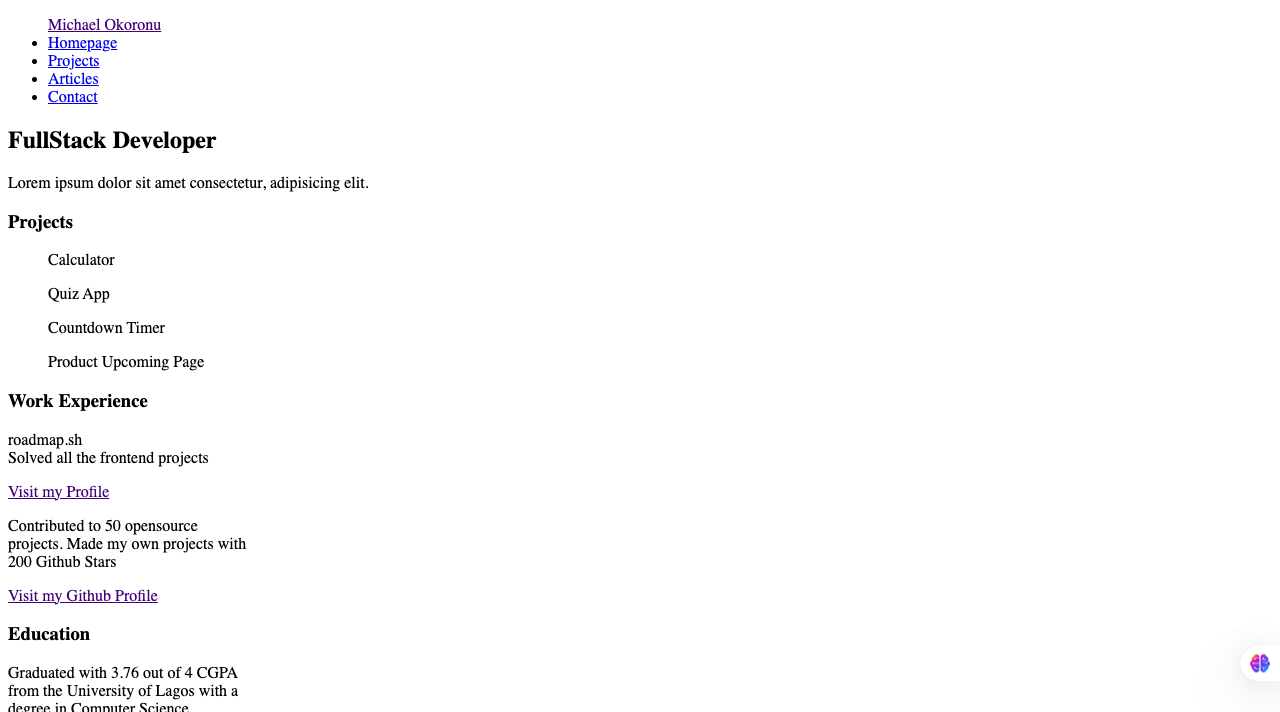 Michael Okoronu
Homepage
Projects
Articles
Contact
FullStack Developer
Lorem ipsum dolor sit amet consectetur, adipisicing elit.
Projects
Calculator
Quiz App
Countdown Timer
Product Upcoming Page
Work Experience
roadmap.sh
Solved all the frontend projects
Visit my Profile
Contributed to 50 opensource
projects. Made my own projects with
200 Github Stars
Visit my Github Profile
Education
Graduated with 3.76 out of 4 CGPA
from the University of Lagos with a
degree in Computer Science